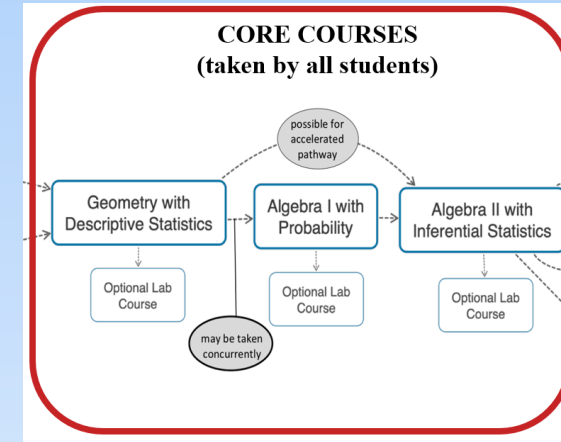 CORE COURSES
(taken by all students)
possible for
accelerated
pathway
Geometry with
Descriptive Statistics
Algebra I with
Probability
Algebra II with
Inferential Statistics
Optional Lab
Course
Optional Lab
Course
Optional Lab
Course
may be taken
concurrently